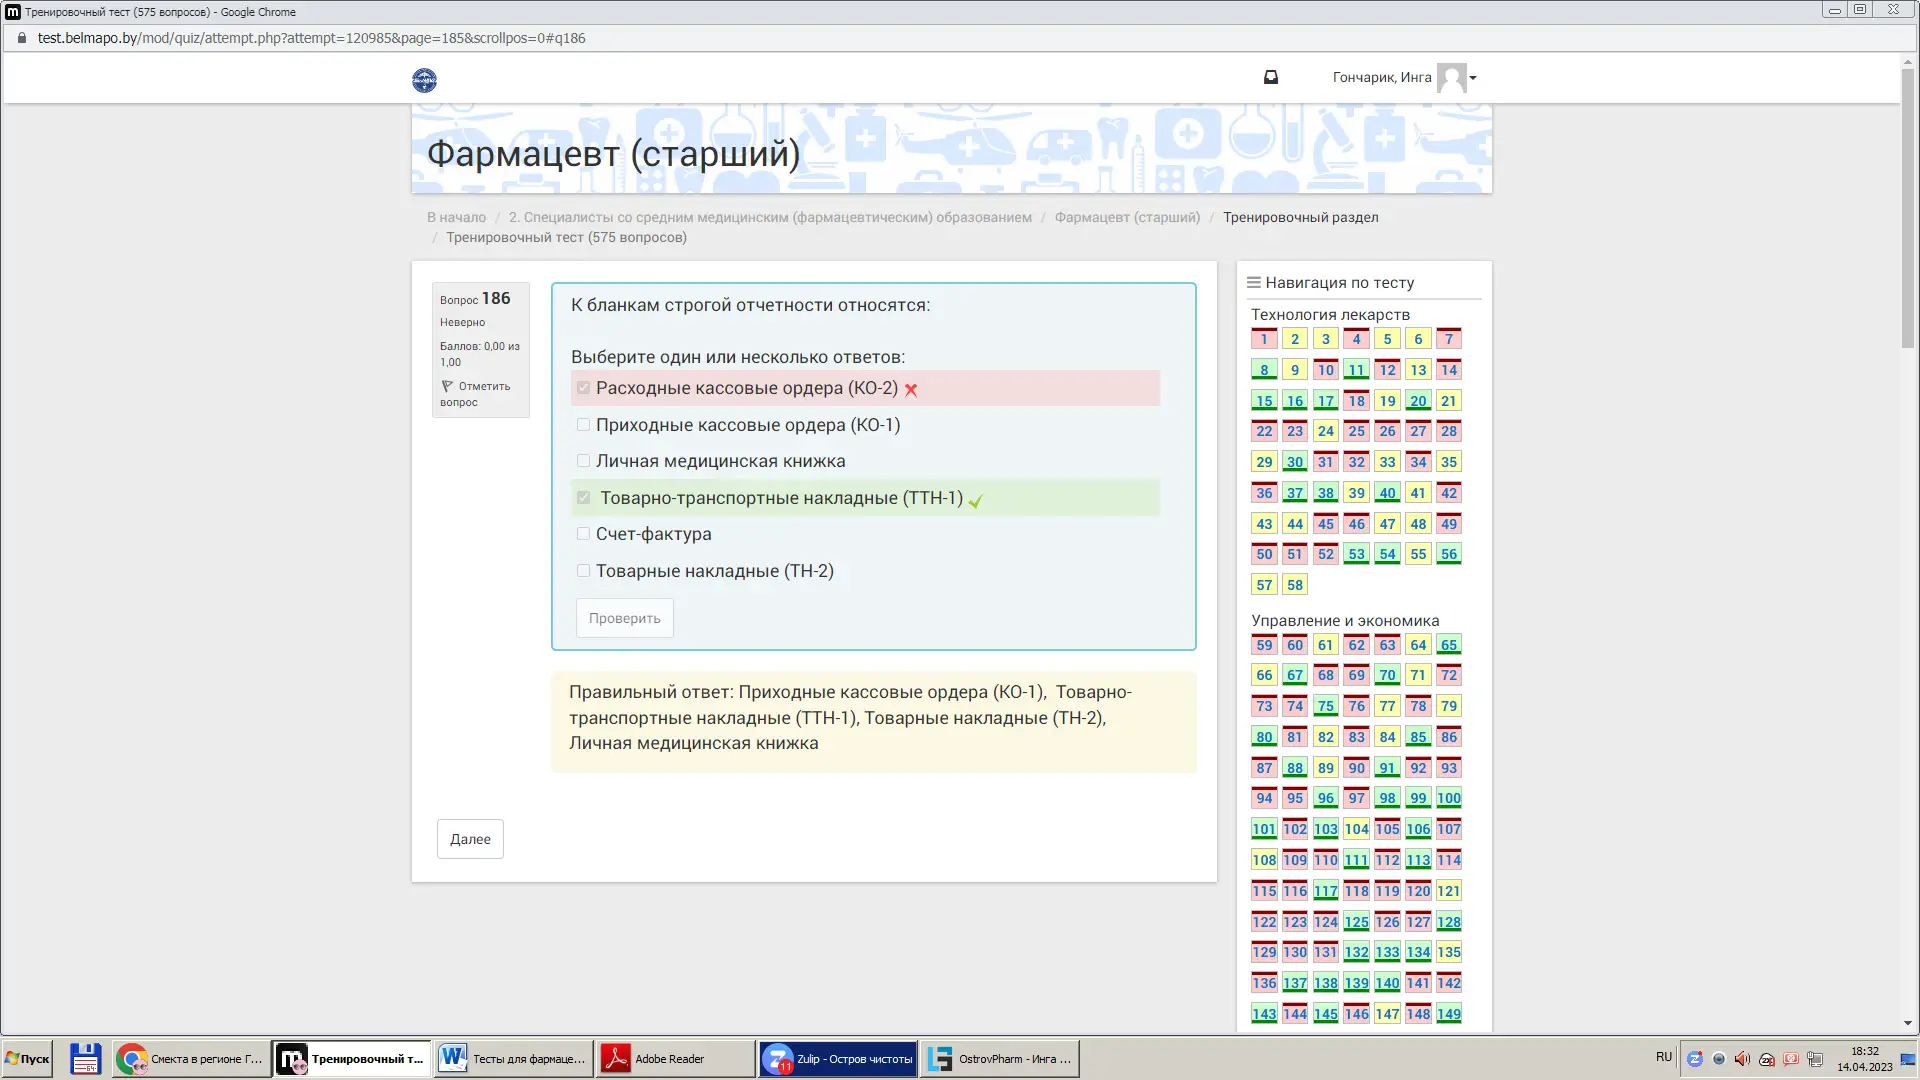 Тренировочный тест (575 вопросов) - Google Chrome
test.belmapo.by/mod/quiz/attempt.php?attempt=120985&page=185&scrollpos=0#q186
Гончарик, Инга
Фармацевт (старший)
В начало / 2. Специалисты со средним медицинским (фармацевтическим) образованием / Фармацевт (старший) / Тренировочный раздел
/ Тренировочный тест (575 вопросов)
Вопрос 186
Неверно
Баллов: 0,00 из
1,00
Отметить
вопрос
К бланкам строгой отчетности относятся:
Выберите один или несколько ответов:
Расходные кассовые ордера (КО-2)
Приходные кассовые ордера (КО-1)
Личная медицинская книжка
Товарно-транспортные накладные (ТТН-1)
Счет-фактура
Товарные накладные (ТН-2)
Проверить
Правильный ответ: Приходные кассовые ордера (КО-1), Товарно-
транспортные накладные (ТТН-1), Товарные накладные (ТН-2),
Личная медицинская книжка
Далее
Навигация по тесту
Технология лекарств
1 2 3 4 5 6 7
8 9 10 11 12 13 14
15 16 17 18 19 20 21
22 23 24 25 26 27 28
29 30 31 32 33 34 35
36 37 38 39 40 41 42
43 44 45 46 47 48 49
50 51 52 53 54 55 56
57 58
Управление и экономика
59 60 61 62 63 64 65
66 67 68 69 70 71 72
73 74 75 76 77 78 79
80 81 82 83 84 85 86
87 88 89 90 91 92 93
94 95 96 97 98 99 100
101 102 103 104 105 106 107
108 109 110 111 112 113 114
115 116 117 118 119 120 121
122 123 124 125 126 127 128
129 130 131 132 133 134 135
136 137 138 139 140 141 142
143 144 145 146 147 148 149
Пуск
Смекта в регионе Г...
Тренировочный т...
Тесты для фармаце...
Adobe Reader
11
Zulip - Остров чистоты
OstrovPharm - Инга ...
RU
18:32
14.04.2023